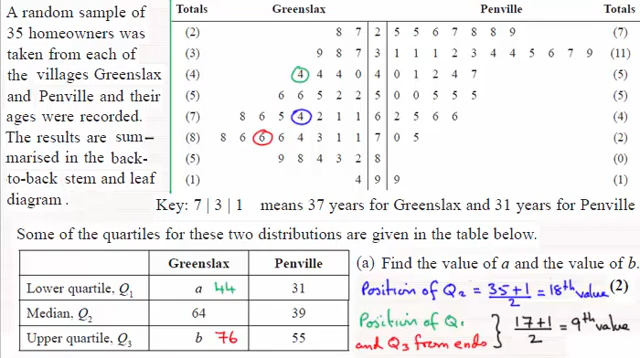 A random sample of
35 homeowners was
taken from each of
the villages Greenslax
and Penville and their
ages were recorded.
The results are sum-
marised in the back-
to-back stem and leaf
diagram.
Totals Greenslax Penville Totals
(2) 8 7 2 5 5 6 7 8 8 9 (7)
(3) 9 8 7 3 1 1 1 2 3 4 4 5 6 7 9 (11)
(4) 4 4 4 0 4 0 1 2 4 7 (5)
(5) 6 6 5 2 2 5 0 0 5 5 5 (5)
(7) 8 6 5 4 2 1 1 6 2 5 6 6 (4)
(8) 8 6 6 6 4 3 1 1 7 0 5 (2)
(5) 9 8 4 3 2 8 (0)
(1) 4 9 9 (1)
Key: 7 | 3 | 1 means 37 years for Greenslax and 31 years for Penville
Some of the quartiles for these two distributions are given in the table below.
Greenslax Penville
Lower quartile, Q1 a 44 31
Median, Q2 64 39
Upper quartile, Q3 b 76 55
(a) Find the value of a and the value of b.
(2)
Position of Q2 = 35+1/2 = 18th value
Position of Q1
and Q3 from ends } 17+1/2 = 9th value